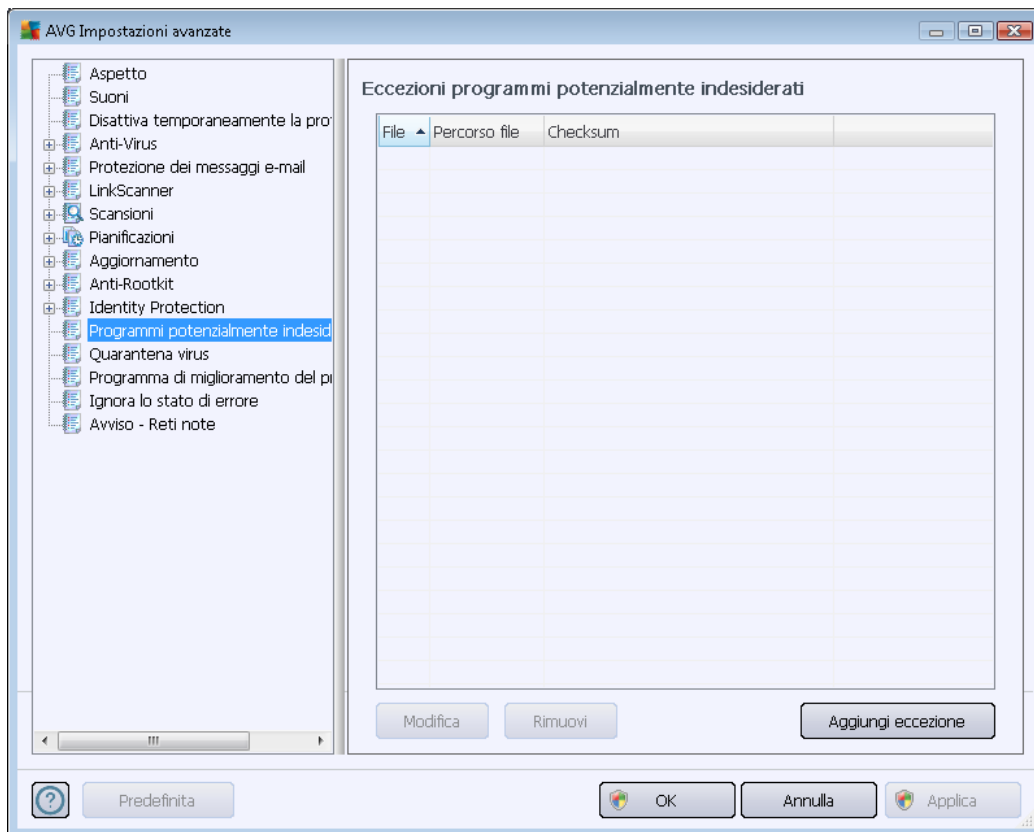 AVG Impostazioni avanzate
Aspetto
Suoni
Disattiva temporaneamente la pro
Anti-Virus
Protezione dei messaggi e-mail
LinkScanner
Scansioni
Pianificazioni
Aggiornamento
Anti-Rootkit
Identity Protection
Programmi potenzialmente indesid
Quarantena virus
Programma di miglioramento del pr
Ignora lo stato di errore
Avviso - Reti note
Eccezioni programmi potenzialmente indesiderati
File Percorso file Checksum
Modifica Rimuovi Aggiungi eccezione
Predefinita OK Annulla Applica